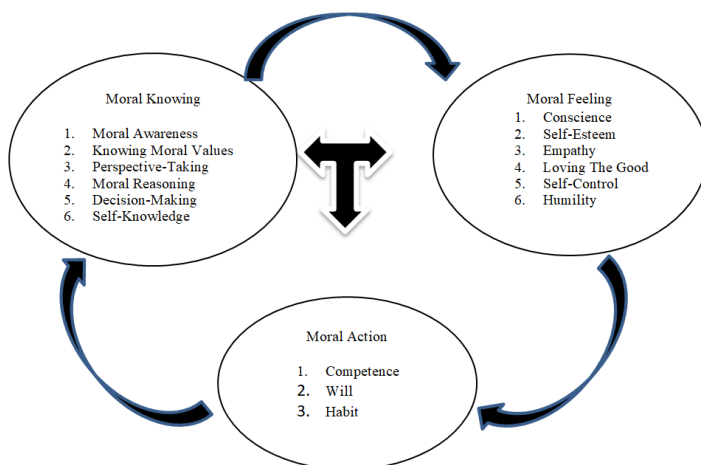 Moral Knowing
1. Moral Awareness
2. Knowing Moral Values
3. Perspective-Taking
4. Moral Reasoning
5. Decision-Making
6. Self-Knowledge
Moral Feeling
1. Conscience
2. Self-Esteem
3. Empathy
4. Loving The Good
5. Self-Control
6. Humility
Moral Action
1. Competence
2. Will
3. Habit